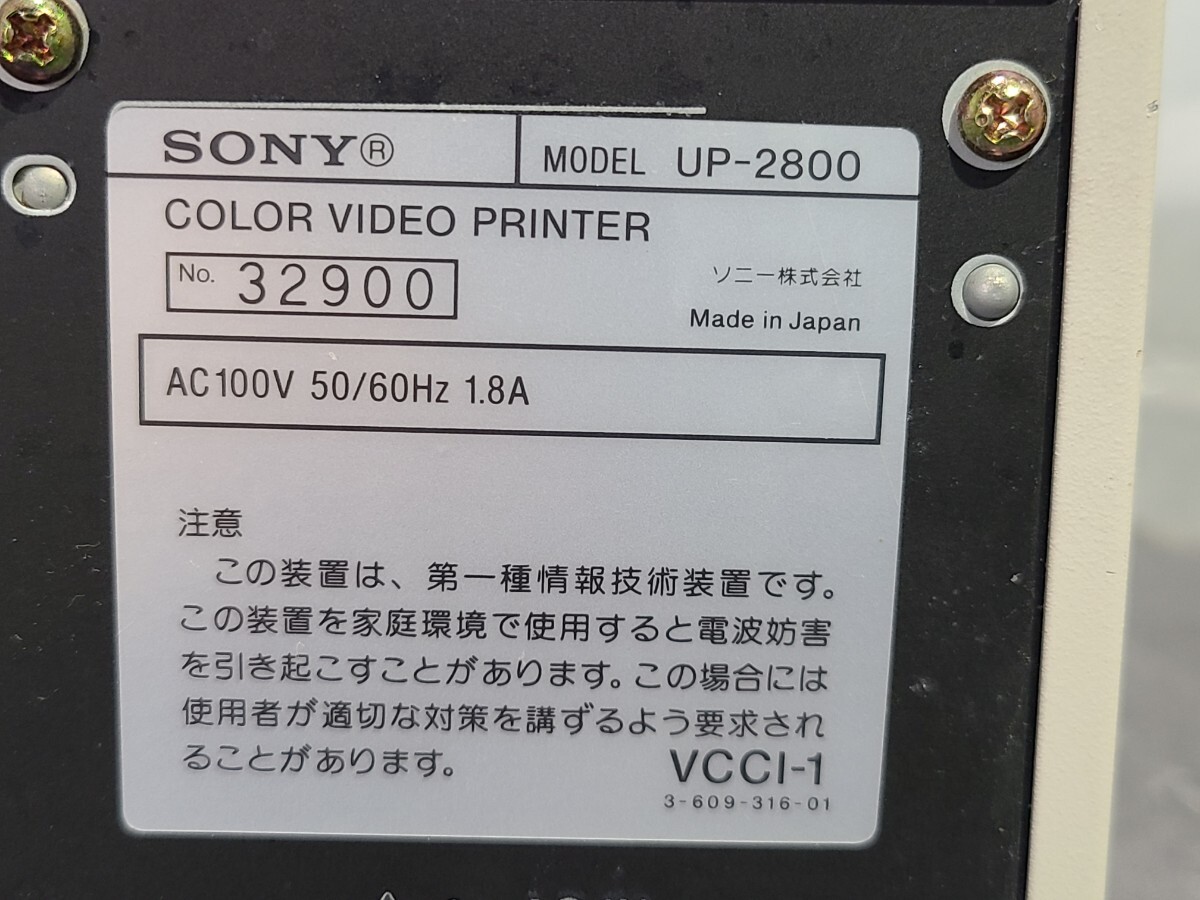 SONY®
MODEL UP-2800
COLOR VIDEO PRINTER
No. 32900
ソニー株式会社
Made in Japan
AC100V 50/60Hz 1.8A
注意
この装置は、第一種情報技術装置です。
この装置を家庭環境で使用すると電波妨害
を引き起こすことがあります。この場合には
使用者が適切な対策を講ずるよう要求され
ることがあります。
VCCI-1
3-609-316-01